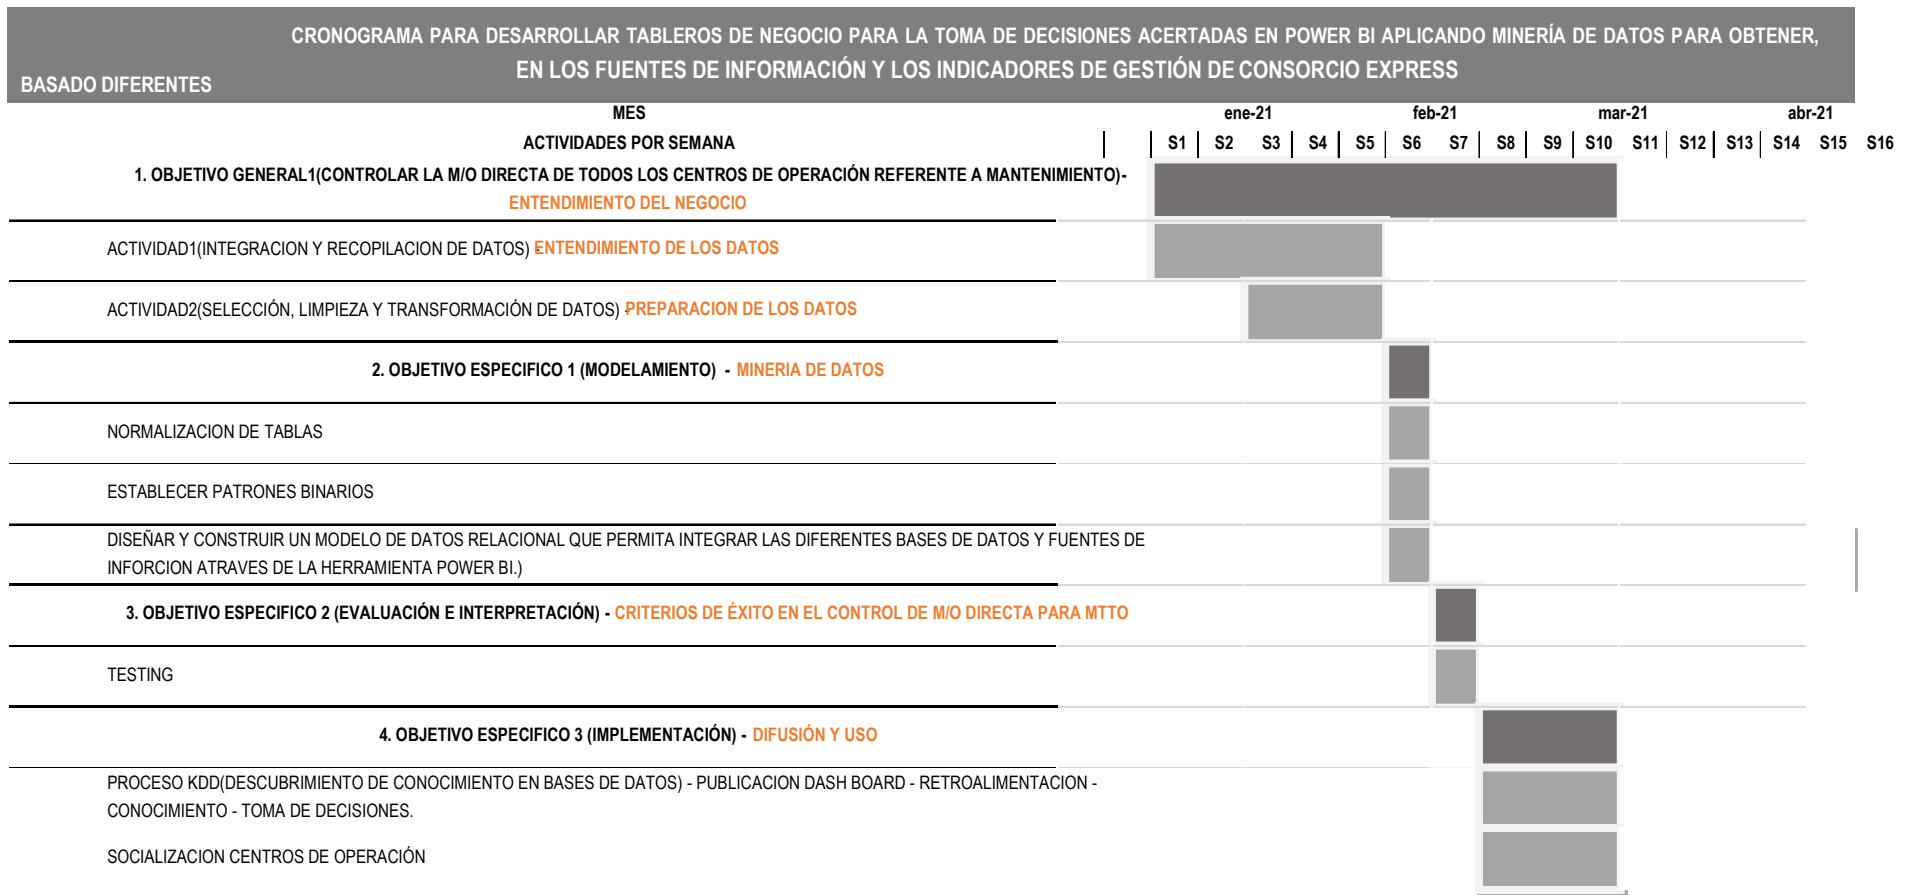 CRONOGRAMA PARA DESARROLLAR TABLEROS DE NEGOCIO PARA LA TOMA DE DECISIONES ACERTADAS EN POWER BI APLICANDO MINERÍA DE DATOS PARA OBTENER,
BASADO DIFERENTES EN LOS FUENTES DE INFORMACIÓN Y LOS INDICADORES DE GESTIÓN DE CONSORCIO EXPRESS
MES ene-21 feb-21 mar-21 abr-21
ACTIVIDADES POR SEMANA S1 S2 S3 S4 S5 S6 S7 S8 S9 S10 S11 S12 S13 S14 S15 S16
1. OBJETIVO GENERAL1(CONTROLAR LA M/O DIRECTA DE TODOS LOS CENTROS DE OPERACIÓN REFERENTE A MANTENIMIENTO)-
ENTENDIMIENTO DEL NEGOCIO
ACTIVIDAD1(INTEGRACION Y RECOPILACION DE DATOS) - ENTENDIMIENTO DE LOS DATOS
ACTIVIDAD2(SELECCIÓN, LIMPIEZA Y TRANSFORMACIÓN DE DATOS) - PREPARACION DE LOS DATOS
2. OBJETIVO ESPECIFICO 1 (MODELAMIENTO) - MINERIA DE DATOS
NORMALIZACION DE TABLAS
ESTABLECER PATRONES BINARIOS
DISEÑAR Y CONSTRUIR UN MODELO DE DATOS RELACIONAL QUE PERMITA INTEGRAR LAS DIFERENTES BASES DE DATOS Y FUENTES DE
INFORCION ATRAVES DE LA HERRAMIENTA POWER BI.)
3. OBJETIVO ESPECIFICO 2 (EVALUACIÓN E INTERPRETACIÓN) - CRITERIOS DE ÉXITO EN EL CONTROL DE M/O DIRECTA PARA MTTO
TESTING
4. OBJETIVO ESPECIFICO 3 (IMPLEMENTACIÓN) - DIFUSIÓN Y USO
PROCESO KDD(DESCUBRIMIENTO DE CONOCIMIENTO EN BASES DE DATOS) - PUBLICACION DASH BOARD - RETROALIMENTACION -
CONOCIMIENTO - TOMA DE DECISIONES.
SOCIALIZACION CENTROS DE OPERACIÓN